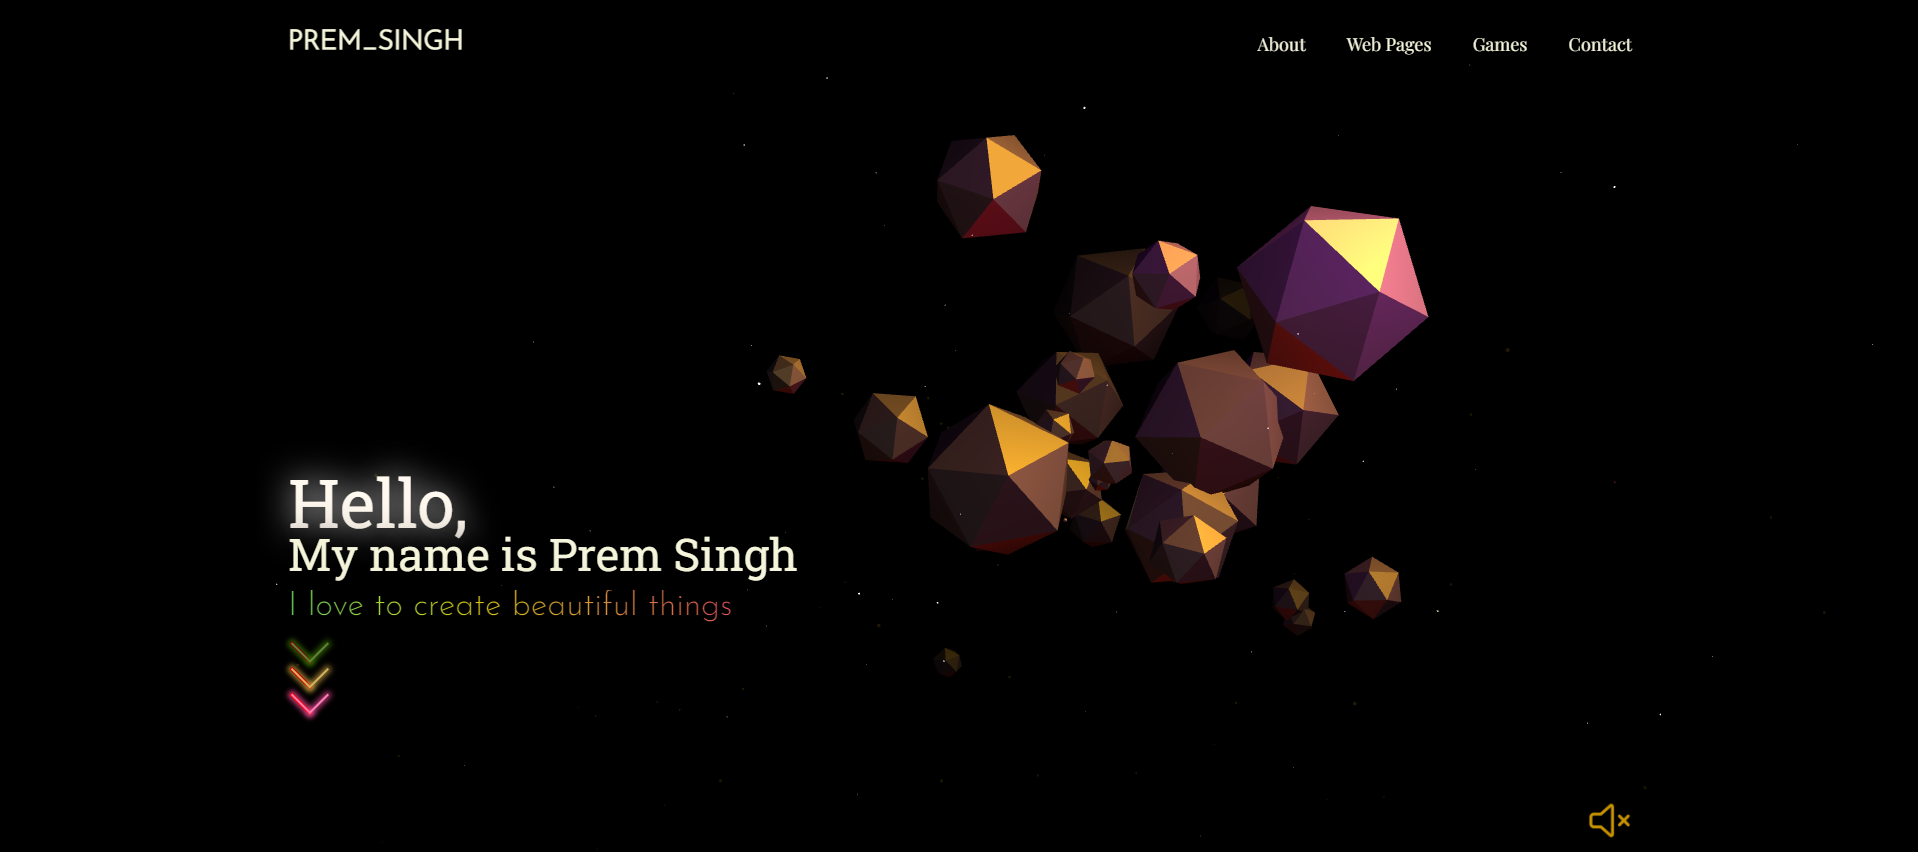 PREM_SINGH
About Web Pages Games Contact
Hello,
My name is Prem Singh
I love to create beautiful things